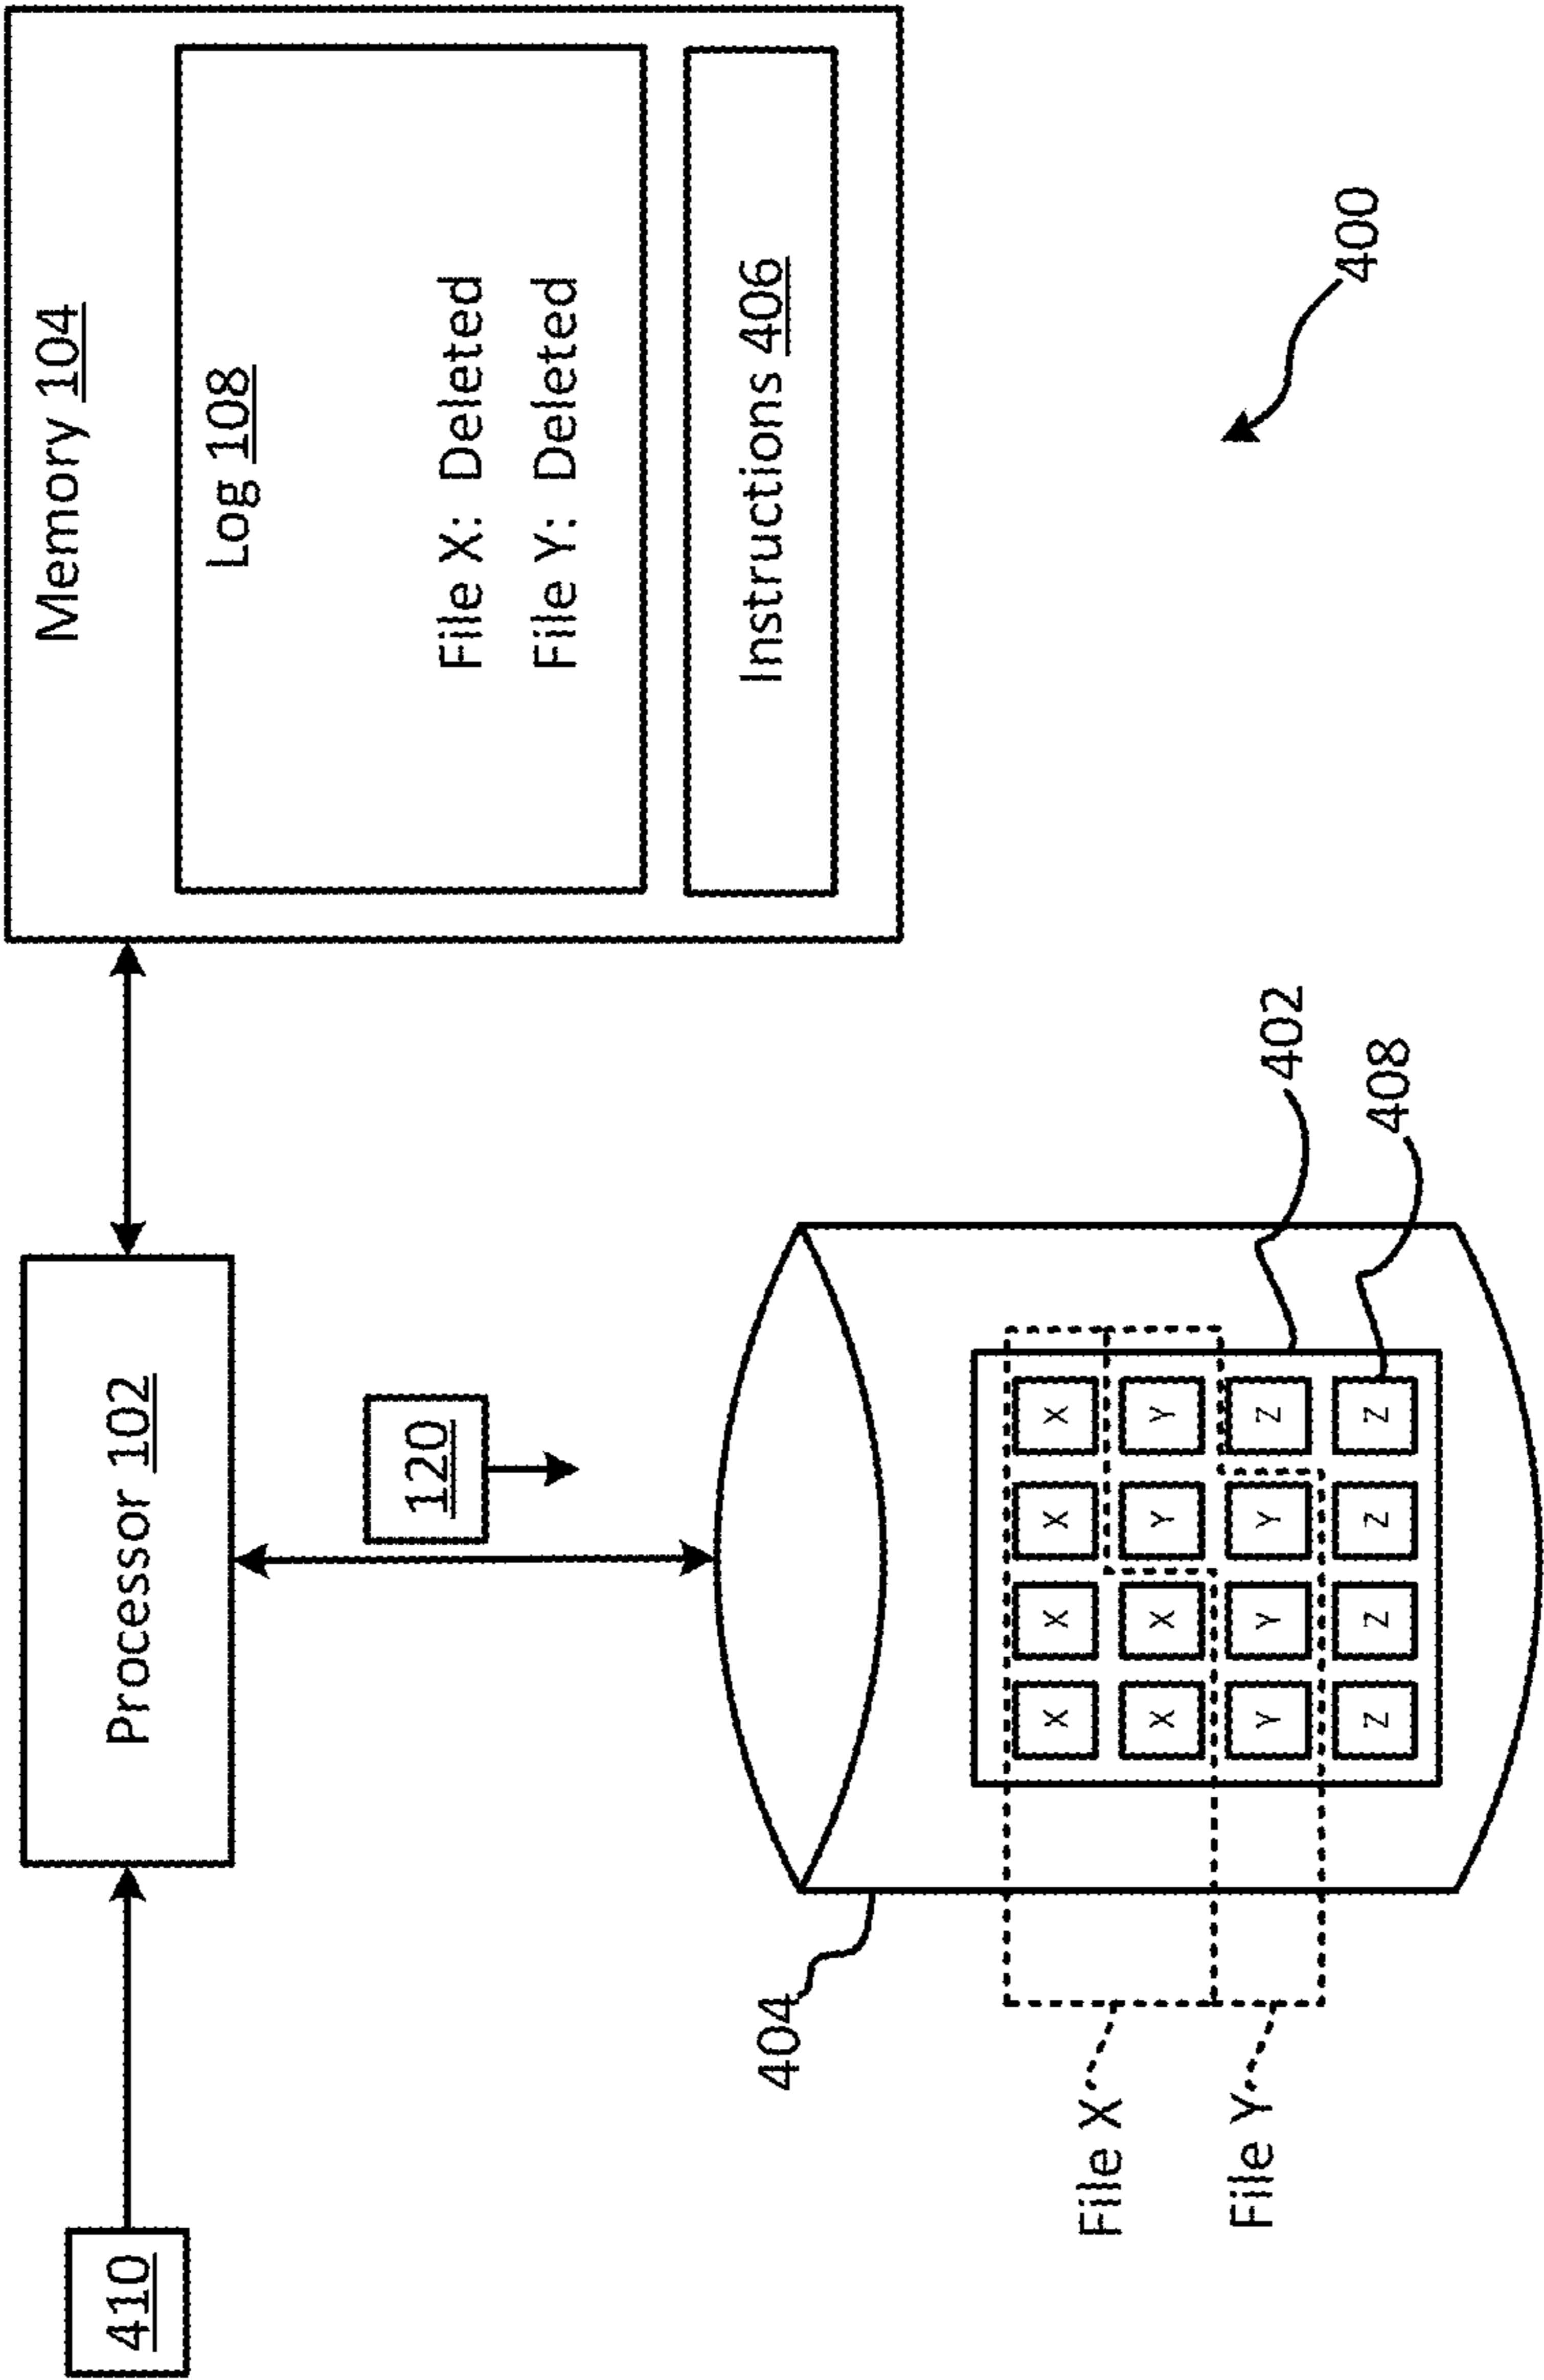 410
Processor 102
Memory 104
Log 108
File X: Deleted
File Y: Deleted
Instructions 406
120
404
File X
File Y
X X X X
X X Y Y
Y Y Y Z
Z Z Z Z
402
408
400